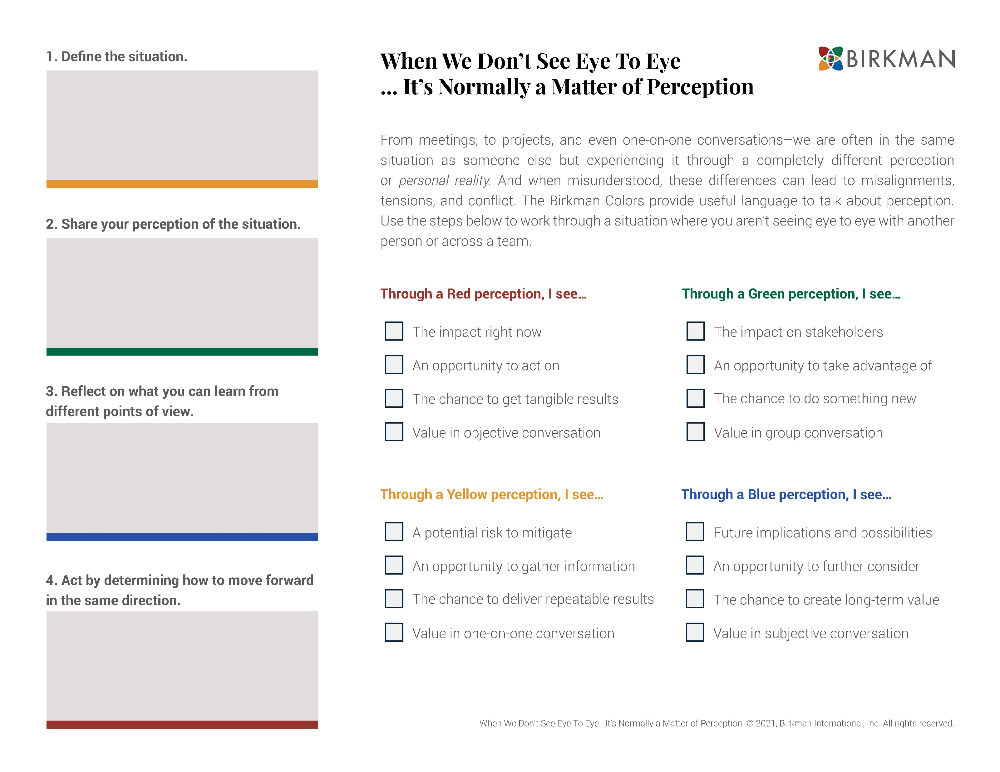 1. Define the situation.
2. Share your perception of the situation.
3. Reflect on what you can learn from
different points of view.
4. Act by determining how to move forward
in the same direction.
When We Don’t See Eye To Eye
... It’s Normally a Matter of Perception
BIRKMAN
From meetings, to projects, and even one-on-one conversations—we are often in the same
situation as someone else but experiencing it through a completely different perception
or personal reality. And when misunderstood, these differences can lead to misalignments,
tensions, and conflict. The Birkman Colors provide useful language to talk about perception.
Use the steps below to work through a situation where you aren’t seeing eye to eye with another
person or across a team.
Through a Red perception, I see...
The impact right now
An opportunity to act on
The chance to get tangible results
Value in objective conversation
Through a Green perception, I see...
The impact on stakeholders
An opportunity to take advantage of
The chance to do something new
Value in group conversation
Through a Yellow perception, I see...
A potential risk to mitigate
An opportunity to gather information
The chance to deliver repeatable results
Value in one-on-one conversation
Through a Blue perception, I see...
Future implications and possibilities
An opportunity to further consider
The chance to create long-term value
Value in subjective conversation
When We Don’t See Eye To Eye...It’s Normally a Matter of Perception © 2021, Birkman International, Inc. All rights reserved.